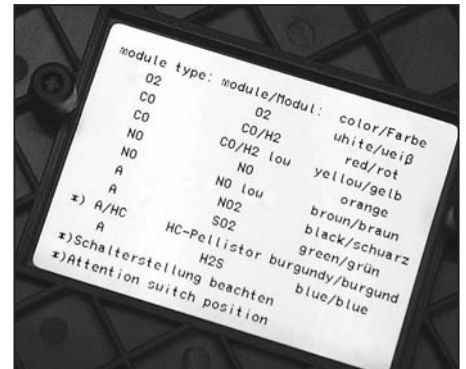 module type: module/Modul: color/Farbe
O2 O2 white/weiß
CO CO/H2 red/rot
CO CO/H2 low yellow/gelb
NO NO orange
NO NO low brown/braun
A NO2 black/schwarz
A SO2 green/grün
*) A/HC HC-Pellistor burgundy/burgund
A H2S blue/blue
*)Schalterstellung beachten
*)Attention switch position